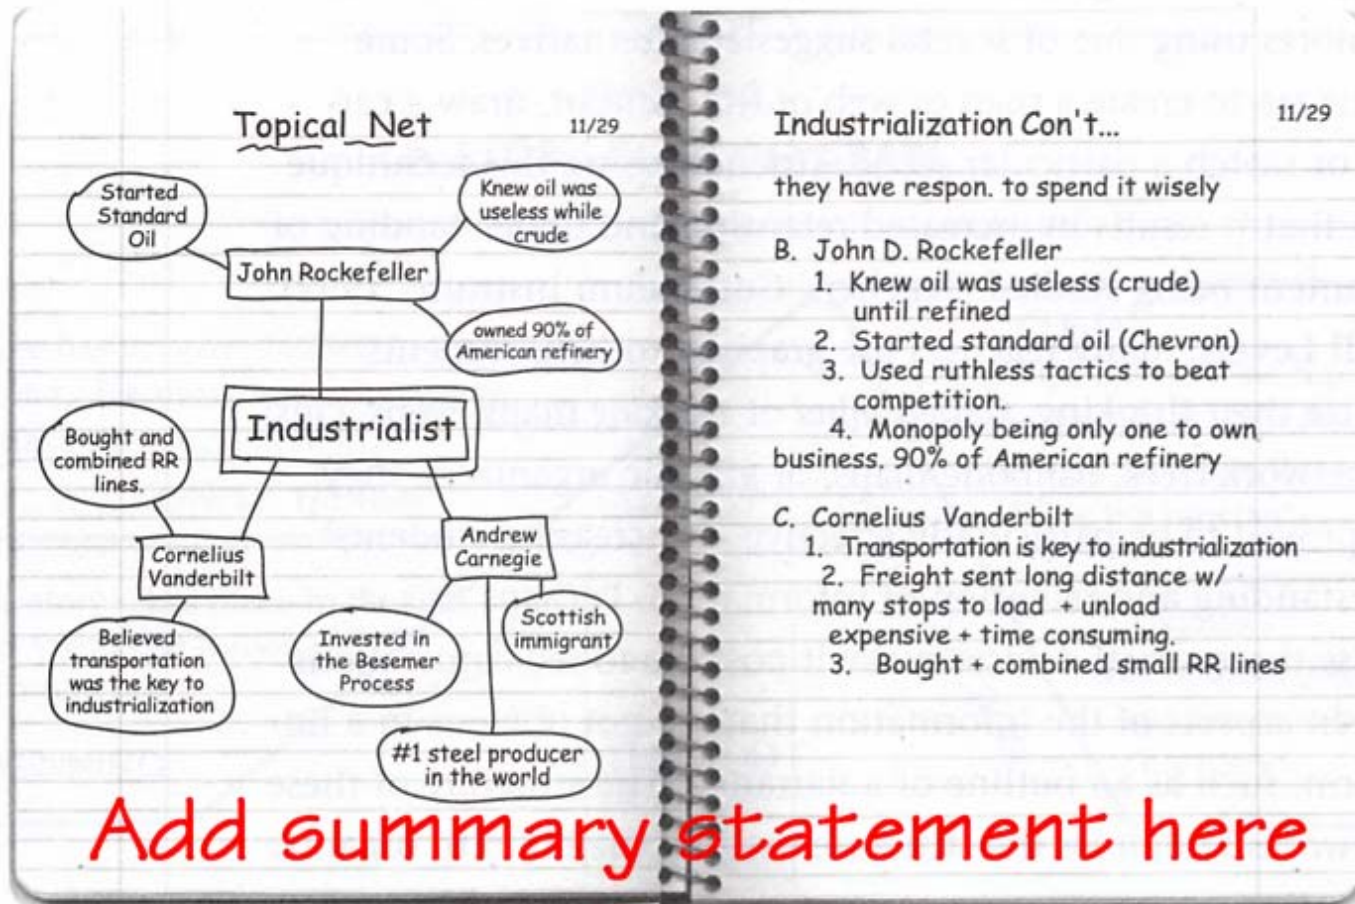 Topical Net
11/29
Started
Standard
Oil
Knew oil was
useless while
crude
John Rockefeller
owned 90% of
American refinery
Industrialist
Bought and
combined RR
lines.
Cornelius
Vanderbilt
Andrew
Carnegie
Believed
transportation
was the key to
industrialization
Invested in
the Besemer
Process
Scottish
immigrant
#1 steel producer
in the world
Industrialization Con't...
11/29
they have respon. to spend it wisely
B. John D. Rockefeller
1. Knew oil was useless (crude)
until refined
2. Started standard oil (Chevron)
3. Used ruthless tactics to beat
competition.
4. Monopoly being only one to own
business. 90% of American refinery
C. Cornelius Vanderbilt
1. Transportation is key to industrialization
2. Freight sent long distance w/
many stops to load + unload
expensive + time consuming.
3. Bought + combined small RR lines
Add summary statement here